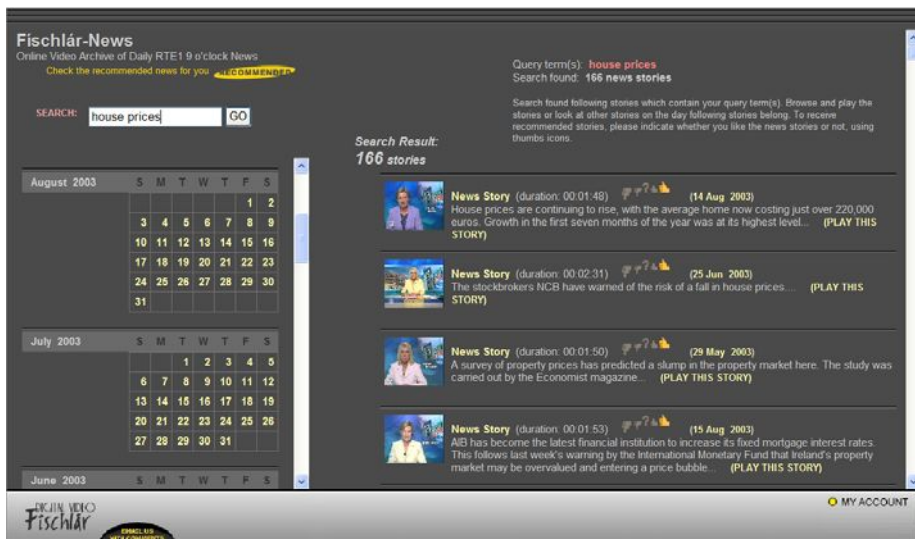 Fischlár-News
Online Video Archive of Daily RTE1 9 o'clock News
Check the recommended news for you RECOMMENDED
SEARCH: house prices GO
Query term(s): house prices
Search found: 166 news stories
Search found following stories which contain your query term(s). Browse and play the
stories or look at other stories on the day following stories belong. To receive
recommended stories, please indicate whether you like the news stories or not, using
thumbs icons.
Search Result:
166 stories
August 2003 S M T W T F S
1 2
3 4 5 6 7 8 9
10 11 12 13 14 15 16
17 18 19 20 21 22 23
24 25 26 27 28 29 30
31
July 2003 S M T W T F S
1 2 3 4 5
6 7 8 9 10 11 12
13 14 15 16 17 18 19
20 21 22 23 24 25 26
27 28 29 30 31
June 2003 S M T W T F S
News Story (duration: 00:01:48) ? (14 Aug 2003)
House prices are continuing to rise, with the average home now costing just over 220,000
euros. Growth in the first seven months of the year was at its highest level... (PLAY THIS
STORY)
News Story (duration: 00:02:31) ? (25 Jun 2003)
The stockbrokers NCB have warned of the risk of a fall in house prices.... (PLAY THIS
STORY)
News Story (duration: 00:01:50) ? (29 May 2003)
A survey of property prices has predicted a slump in the property market here. The study was
carried out by the Economist magazine... (PLAY THIS STORY)
News Story (duration: 00:01:53) ? (15 Aug 2003)
AIB has become the latest financial institution to increase its fixed mortgage interest rates.
This follows last week's warning by the International Monetary Fund that Ireland's property
market may be overvalued and entering a price bubble... (PLAY THIS STORY)
DIGITAL VIDEO
Físchlár
EMAIL US
WITH COMMENTS
MY ACCOUNT